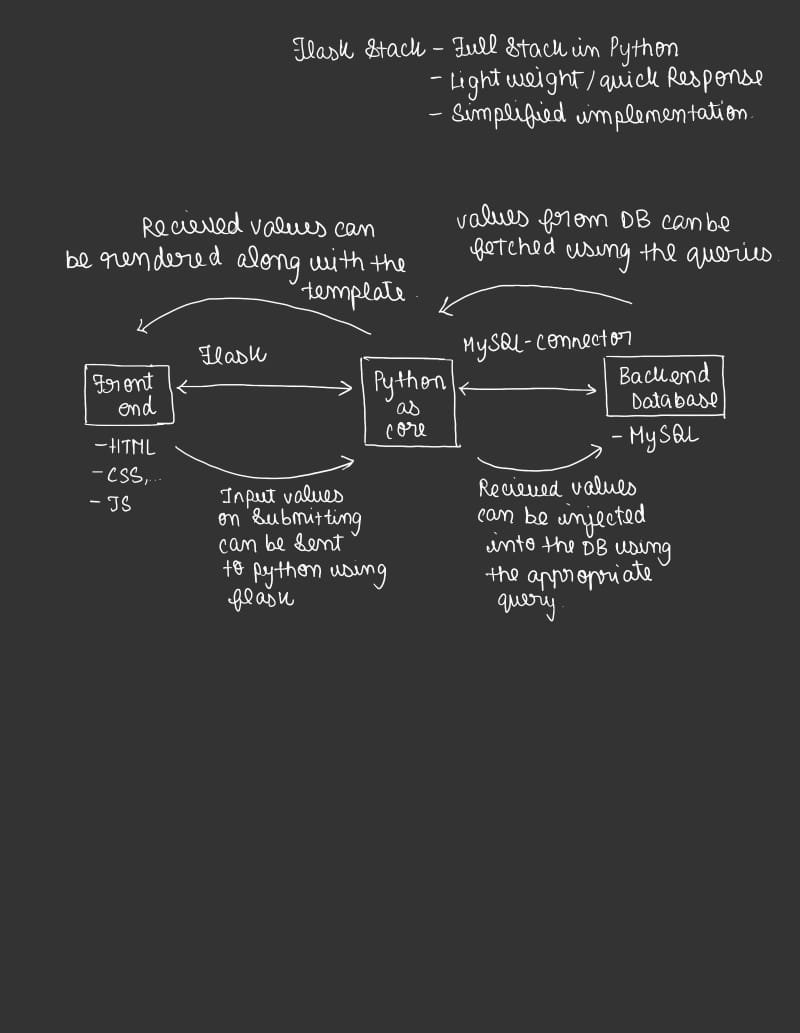 Flask Stack - Full Stack in Python
- Light weight / quick Response
- Simplified implementation.
Recieved values can
be rendered along with the
template.
values from DB can be
fetched using the queries.
Flask
MySQL-connector
Front
end
Python
as
core
Backend
Database
- HTML
- CSS,...
- JS
- MySQL
Input values
on Submitting
can be sent
to python using
flask
Recieved values
can be injected
into the DB using
the appropriate
query.